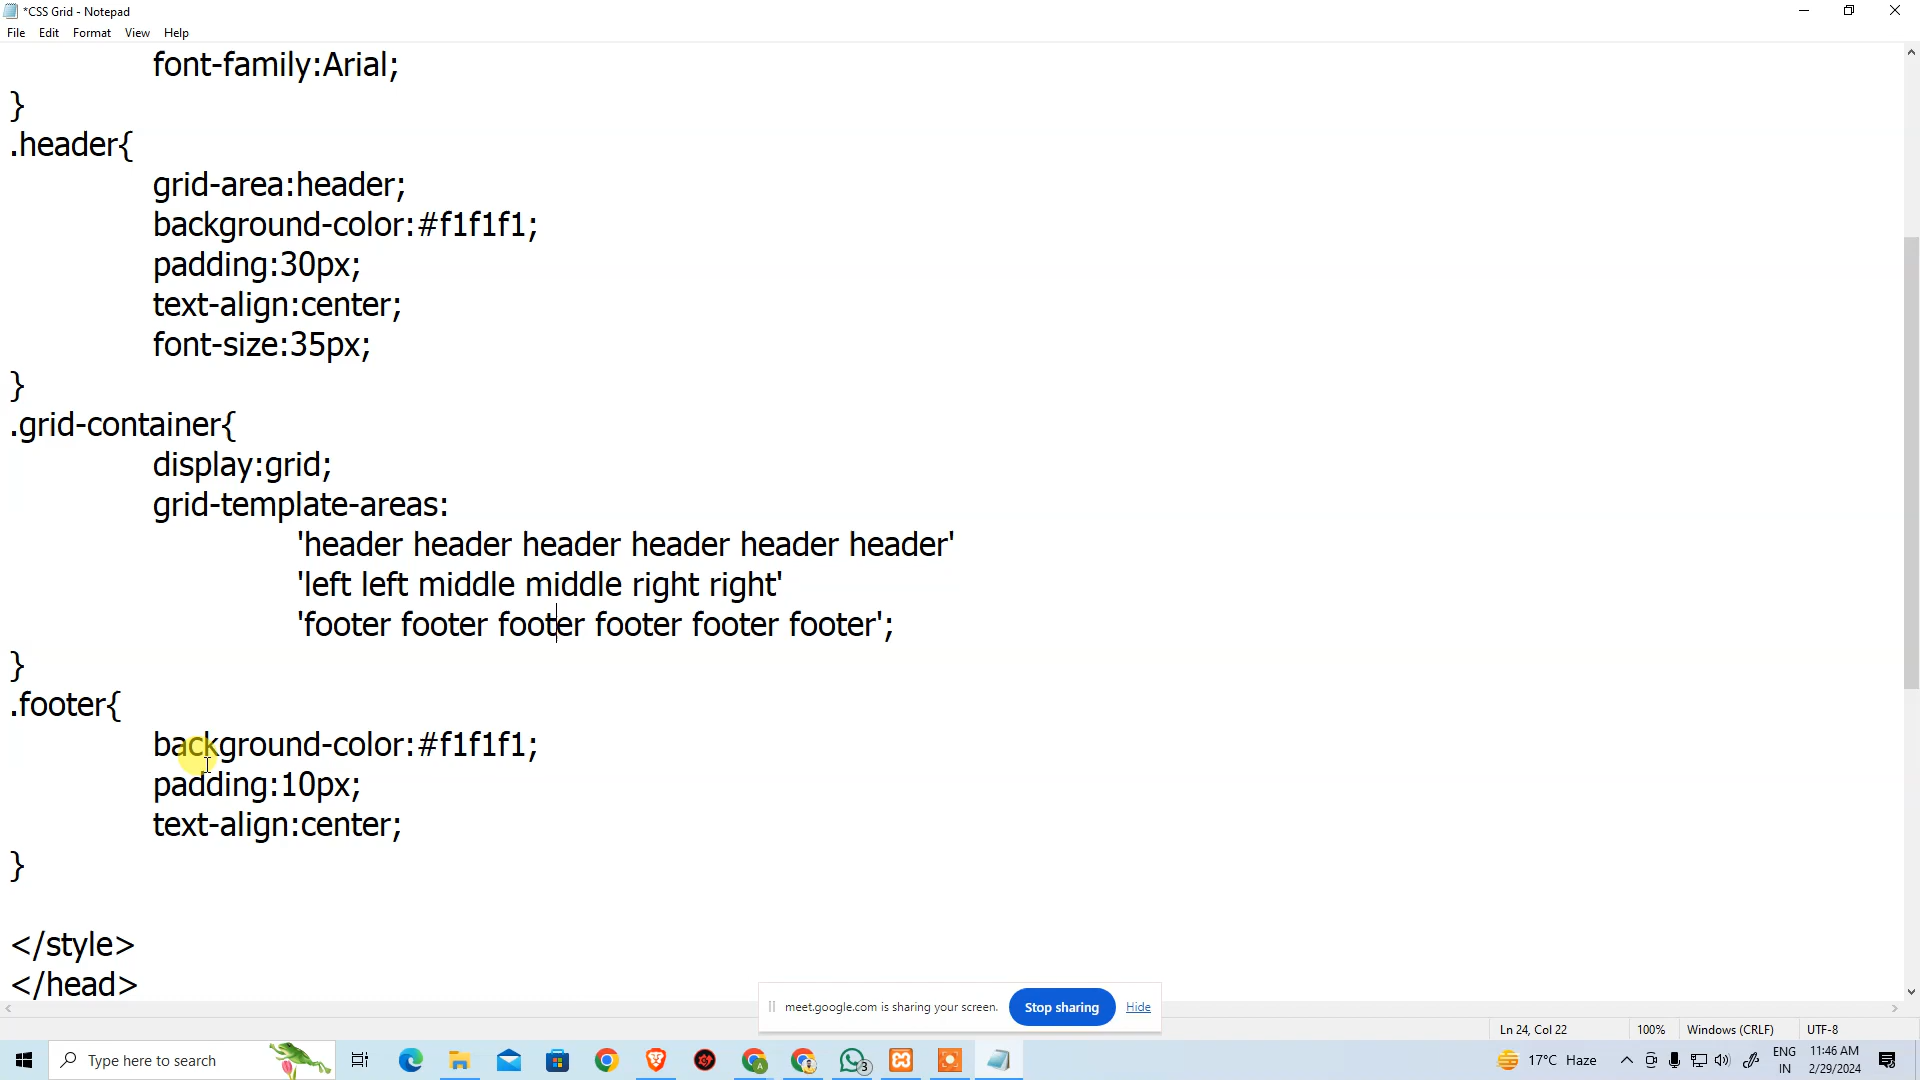 *CSS Grid - Notepad
File Edit Format View Help
font-family:Arial;
}
.header{
grid-area:header;
background-color:#f1f1f1;
padding:30px;
text-align:center;
font-size:35px;
}
.grid-container{
display:grid;
grid-template-areas:
'header header header header header header'
'left left middle middle right right'
'footer footer footer footer footer footer';
}
.footer{
background-color:#f1f1f1;
padding:10px;
text-align:center;
}
</style>
</head>
meet.google.com is sharing your screen. Stop sharing Hide
Ln 24, Col 22 100% Windows (CRLF) UTF-8
Type here to search
A
3
17°C Haze
ENG
IN
11:46 AM
2/29/2024